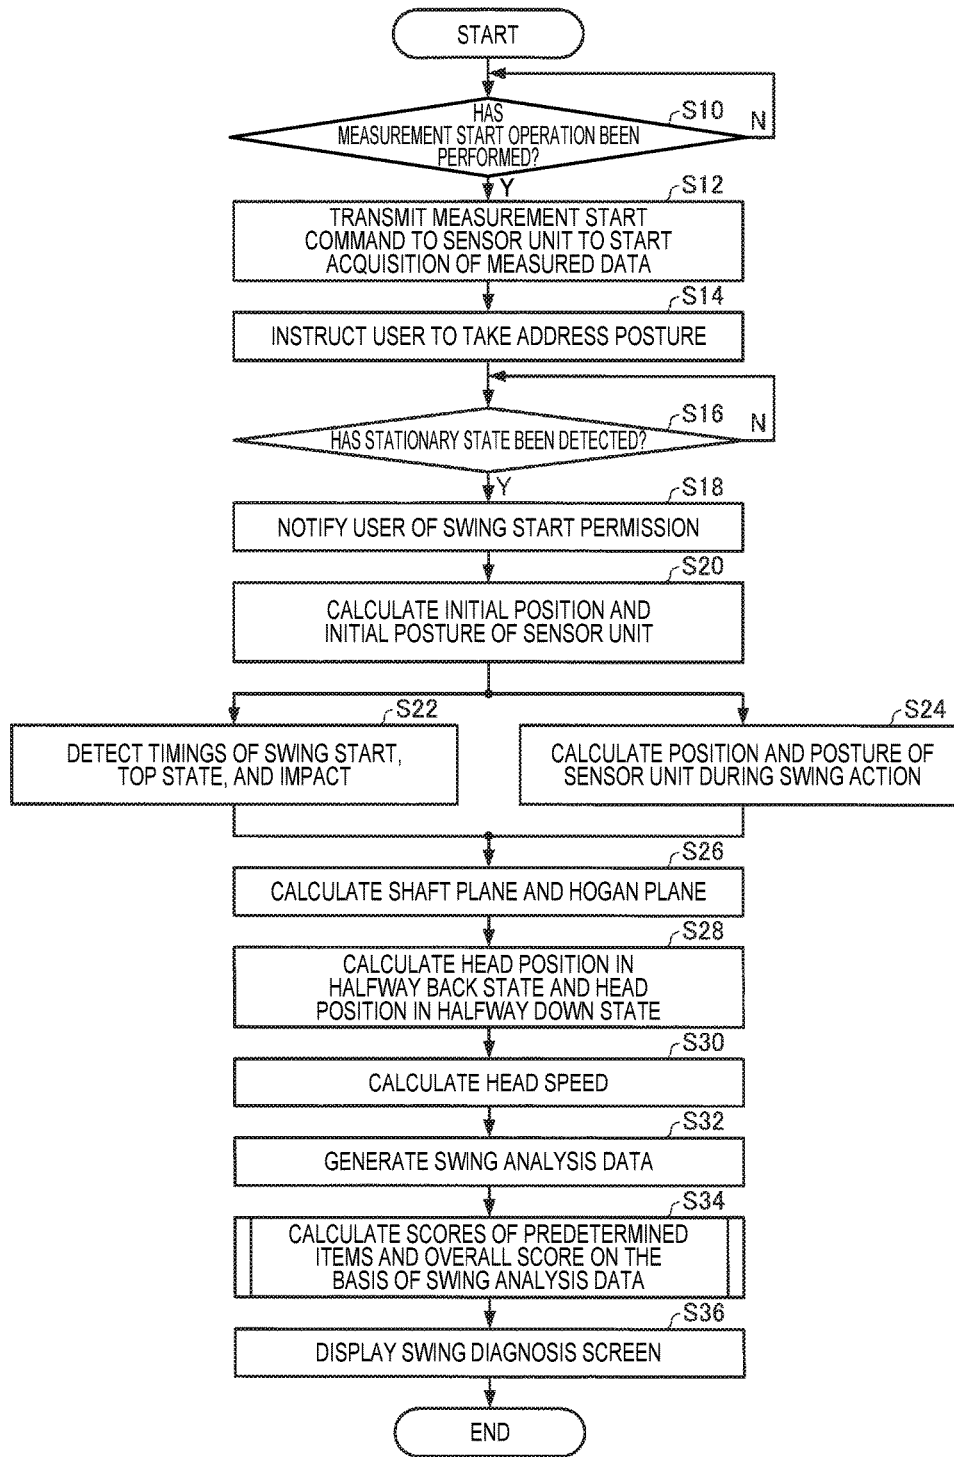 START
HAS
MEASUREMENT START OPERATION BEEN
PERFORMED?
S10
N
Y
S12
TRANSMIT MEASUREMENT START
COMMAND TO SENSOR UNIT TO START
ACQUISITION OF MEASURED DATA
S14
INSTRUCT USER TO TAKE ADDRESS POSTURE
S16
HAS STATIONARY STATE BEEN DETECTED?
N
Y
S18
NOTIFY USER OF SWING START PERMISSION
S20
CALCULATE INITIAL POSITION AND
INITIAL POSTURE OF SENSOR UNIT
S22
DETECT TIMINGS OF SWING START,
TOP STATE, AND IMPACT
S24
CALCULATE POSITION AND POSTURE OF
SENSOR UNIT DURING SWING ACTION
S26
CALCULATE SHAFT PLANE AND HOGAN PLANE
S28
CALCULATE HEAD POSITION IN
HALFWAY BACK STATE AND HEAD
POSITION IN HALFWAY DOWN STATE
S30
CALCULATE HEAD SPEED
S32
GENERATE SWING ANALYSIS DATA
S34
CALCULATE SCORES OF PREDETERMINED
ITEMS AND OVERALL SCORE ON THE
BASIS OF SWING ANALYSIS DATA
S36
DISPLAY SWING DIAGNOSIS SCREEN
END